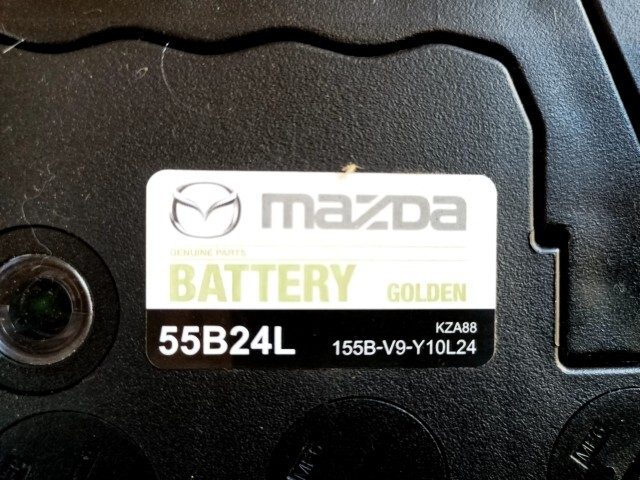 mazda
GENUINE PARTS
BATTERY GOLDEN
55B24L
KZA88
155B-V9-Y10L24